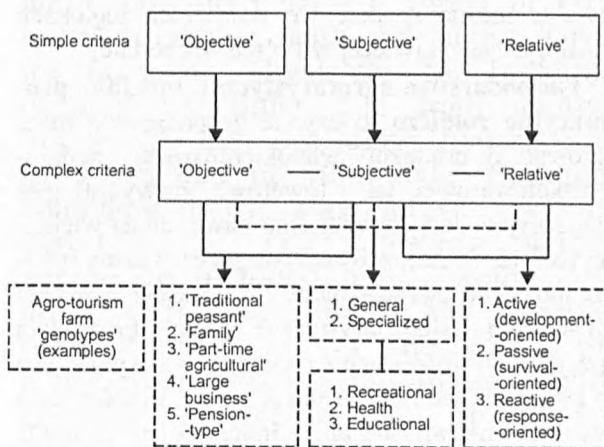 Simple criteria 'Objective' 'Subjective' 'Relative'
Complex criteria 'Objective' — 'Subjective' — 'Relative'
Agro-tourism
farm
'genotypes'
(examples)
1. 'Traditional
peasant'
2. 'Family'
3. 'Part-time
agricultural'
4. 'Large
business'
5. 'Pension-
type'
1. General
2. Specialized
1. Recreational
2. Health
3. Educational
1. Active
(development-
oriented)
2. Passive
(survival-
oriented)
3. Reactive
(response-
oriented)